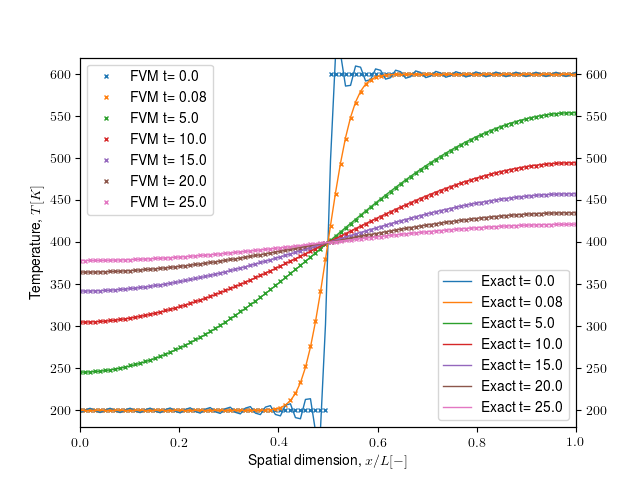 600
550
500
450
400
350
300
250
200
Temperature, T [K]
FVM t= 0.0
FVM t= 0.08
FVM t= 5.0
FVM t= 10.0
FVM t= 15.0
FVM t= 20.0
FVM t= 25.0
600
550
500
450
400
350
300
250
200
Exact t= 0.0
Exact t= 0.08
Exact t= 5.0
Exact t= 10.0
Exact t= 15.0
Exact t= 20.0
Exact t= 25.0
0.0 0.2 0.4 0.6 0.8 1.0
Spatial dimension, x/L[−]